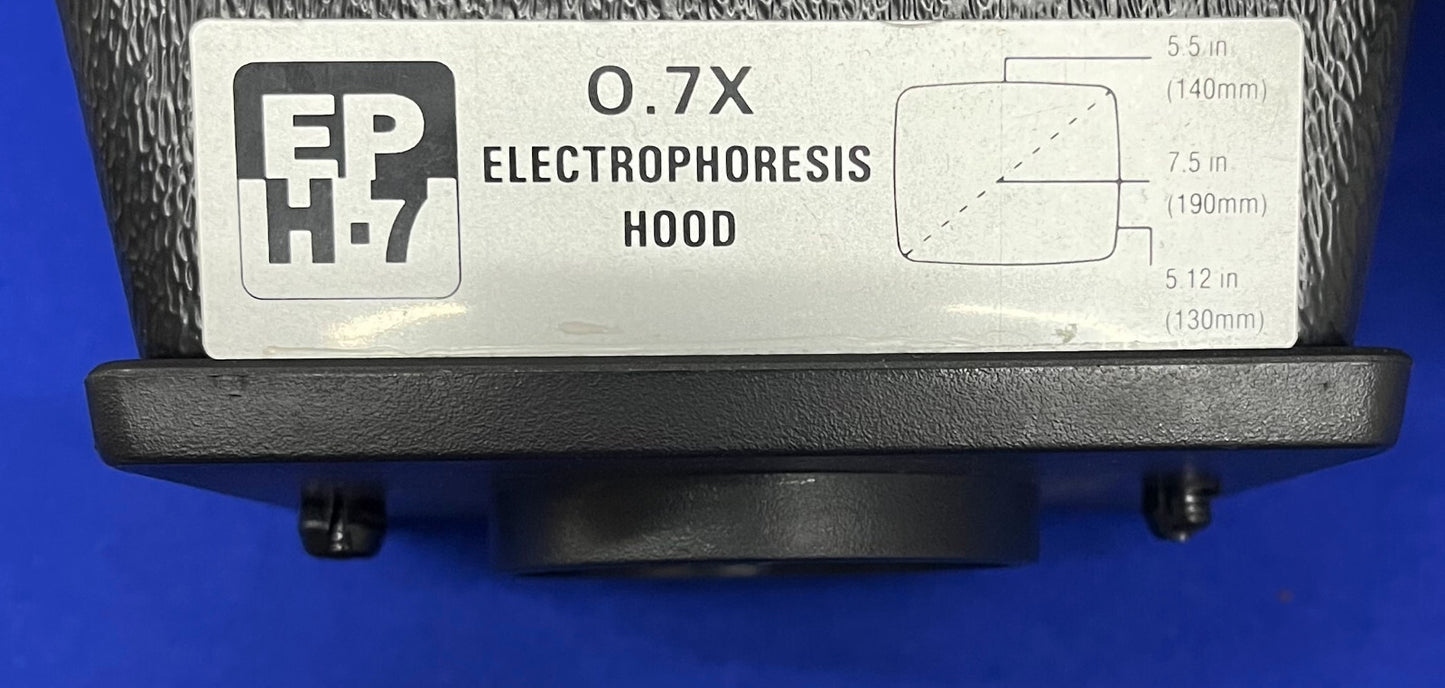 EP
H·7
0.7X
ELECTROPHORESIS
HOOD
5.5 in
(140mm)
7.5 in
(190mm)
5.12 in
(130mm)